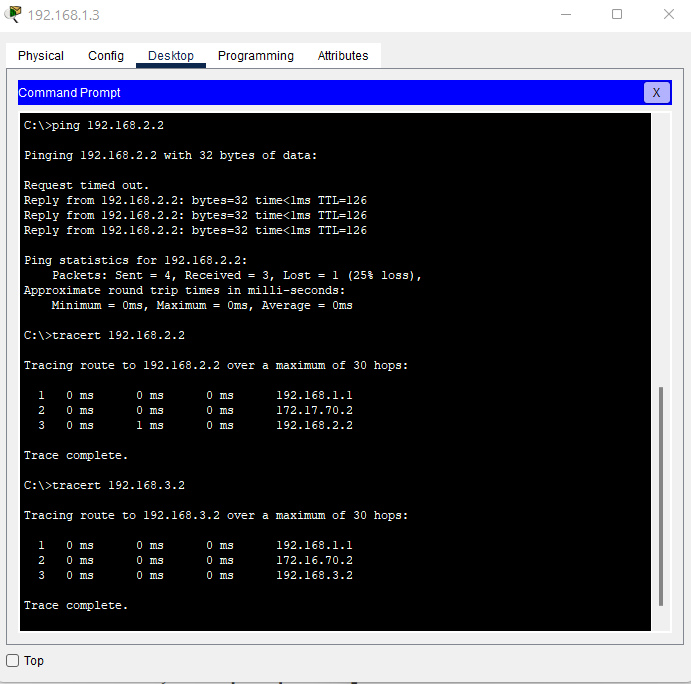 192.168.1.3
Physical Config Desktop Programming Attributes
Command Prompt X
C:\>ping 192.168.2.2
Pinging 192.168.2.2 with 32 bytes of data:
Request timed out.
Reply from 192.168.2.2: bytes=32 time<1ms TTL=126
Reply from 192.168.2.2: bytes=32 time<1ms TTL=126
Reply from 192.168.2.2: bytes=32 time<1ms TTL=126
Ping statistics for 192.168.2.2:
    Packets: Sent = 4, Received = 3, Lost = 1 (25% loss),
Approximate round trip times in milli-seconds:
    Minimum = 0ms, Maximum = 0ms, Average = 0ms
C:\>tracert 192.168.2.2
Tracing route to 192.168.2.2 over a maximum of 30 hops:
  1   0 ms      0 ms      0 ms      192.168.1.1
  2   0 ms      0 ms      0 ms      172.17.70.2
  3   0 ms      1 ms      0 ms      192.168.2.2
Trace complete.
C:\>tracert 192.168.3.2
Tracing route to 192.168.3.2 over a maximum of 30 hops:
  1   0 ms      0 ms      0 ms      192.168.1.1
  2   0 ms      0 ms      0 ms      172.16.70.2
  3   0 ms      0 ms      0 ms      192.168.3.2
Trace complete.
Top